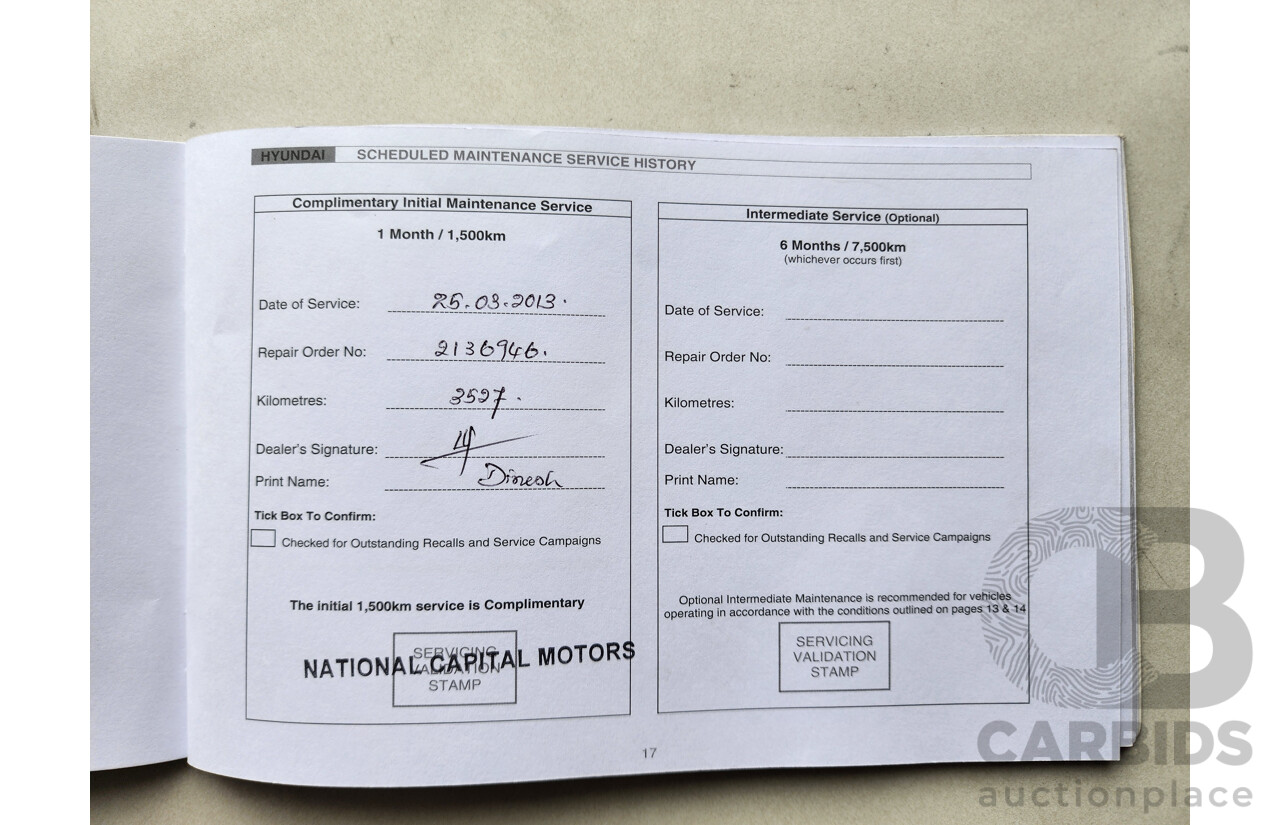 HYUNDAI SCHEDULED MAINTENANCE SERVICE HISTORY
Complimentary Initial Maintenance Service
1 Month / 1,500km
Date of Service: 25.03.2013.
Repair Order No: 2136946.
Kilometres: 3527.
Dealer's Signature:
Print Name: Dinesh
Tick Box To Confirm:
Checked for Outstanding Recalls and Service Campaigns
The initial 1,500km service is Complimentary
SERVICING
VALIDATION
STAMP
NATIONAL CAPITAL MOTORS
Intermediate Service (Optional)
6 Months / 7,500km
(whichever occurs first)
Date of Service:
Repair Order No:
Kilometres:
Dealer's Signature:
Print Name:
Tick Box To Confirm:
Checked for Outstanding Recalls and Service Campaigns
Optional Intermediate Maintenance is recommended for vehicles
operating in accordance with the conditions outlined on pages 13 & 14
SERVICING
VALIDATION
STAMP
17
CB
CARBIDS
auctionplace